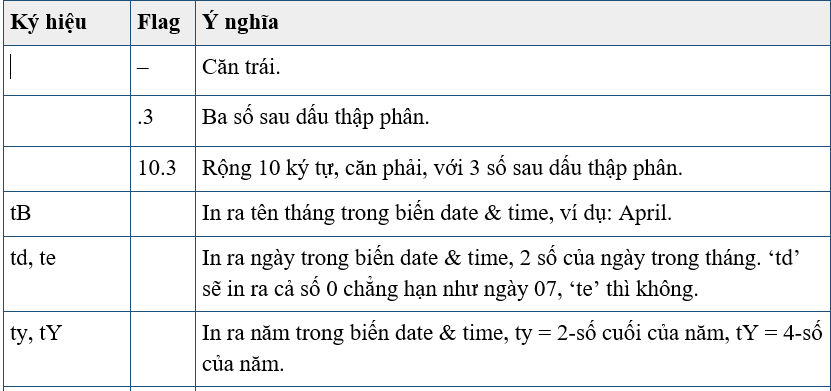 Ký hiệu Flag Ý nghĩa
– Căn trái.
.3 Ba số sau dấu thập phân.
10.3 Rộng 10 ký tự, căn phải, với 3 số sau dấu thập phân.
tB In ra tên tháng trong biến date & time, ví dụ: April.
td, te In ra ngày trong biến date & time, 2 số của ngày trong tháng. ‘td’
sẽ in ra cả số 0 chẳng hạn như ngày 07, ‘te’ thì không.
ty, tY In ra năm trong biến date & time, ty = 2-số cuối của năm, tY = 4-số
của năm.